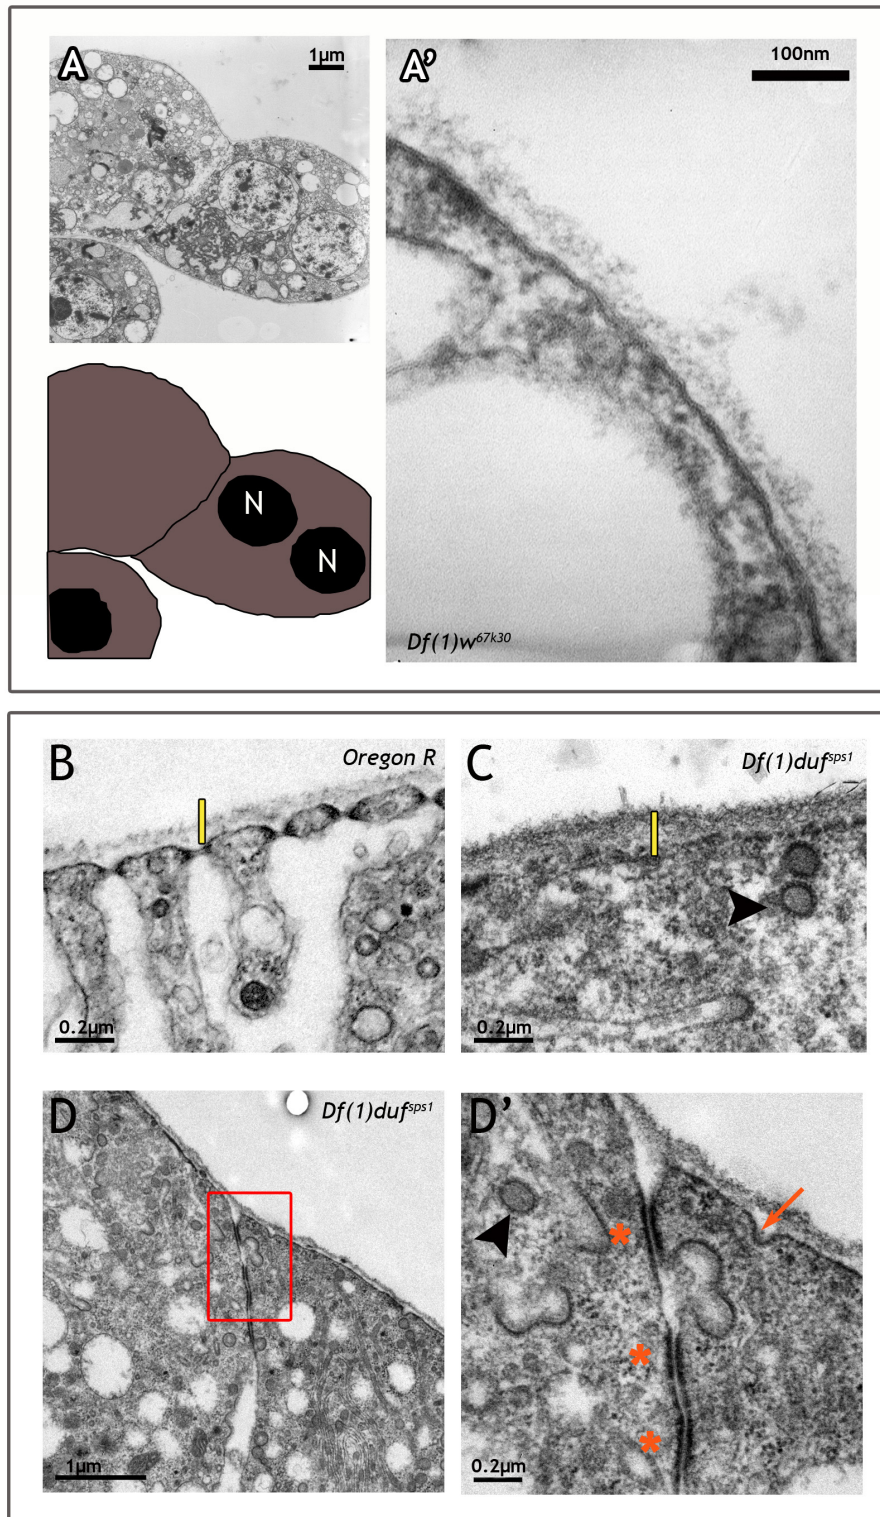 A
1µm
A'
100nm
N
N
Df(1)w67k30
B
Oregon R
0.2µm
C
Df(1)dufsps1
0.2µm
D
Df(1)dufsps1
1µm
D'
*
*
*
0.2µm